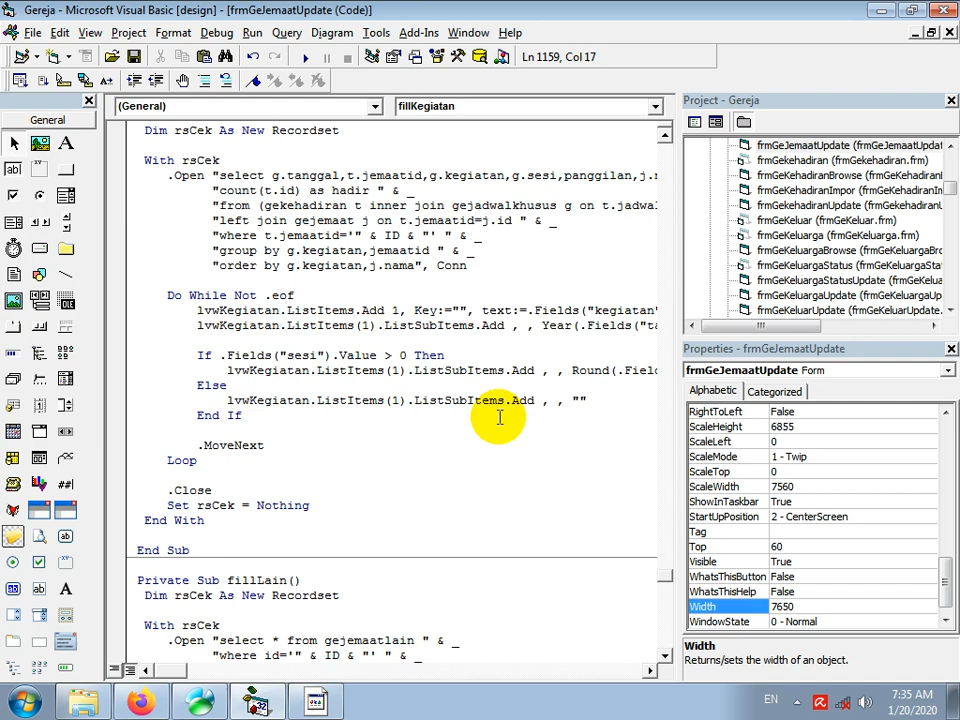 Gereja - Microsoft Visual Basic [design] - [frmGeJemaatUpdate (Code)]
File Edit View Project Format Debug Run Query Diagram Tools Add-Ins Window Help
Ln 1159, Col 17
General
(General)
fillKegiatan
Dim rsCek As New Recordset
With rsCek
.Open "select g.tanggal,t.jemaatid,g.kegiatan,g.sesi,panggilan,j.n
"count(t.id) as hadir " & _
"from (gekehadiran t inner join gejadwalkhusus g on t.jadwal
"left join gejemaat j on t.jemaatid=j.id " & _
"where t.jemaatid='" & ID & "' " & _
"group by g.kegiatan,jemaatid " & _
"order by g.kegiatan,j.nama", Conn
Do While Not .eof
lvwKegiatan.ListItems.Add 1, Key:="", text:=.Fields("kegiatan"
lvwKegiatan.ListItems(1).ListSubItems.Add , , Year(.Fields("ta
If .Fields("sesi").Value > 0 Then
lvwKegiatan.ListItems(1).ListSubItems.Add , , Round(.Field
Else
lvwKegiatan.ListItems(1).ListSubItems.Add , , ""
End If
.MoveNext
Loop
.Close
Set rsCek = Nothing
End With
End Sub
Private Sub fillLain()
Dim rsCek As New Recordset
With rsCek
.Open "select * from gejemaatlain " & _
"where id='" & ID & "' " & _
Project - Gereja
frmGeJemaatUpdate (frmGeJemaatUpdat
frmGekehadiran (frmGekehadiran.frm)
frmGeKehadiranBrowse (frmGeKehadiran
frmGeKehadiranImpor (frmGeKehadiranIm
frmGekehadiranUpdate (frmGekehadiranU
frmGeKeluar (frmGeKeluar.frm)
frmGeKeluarga (frmGeKeluarga.frm)
frmGeKeluargaBrowse (frmGeKeluargaBro
frmGeKeluargaStatus (frmGeKeluargaSta
frmGeKeluargaStatusUpdate (frmGeKelua
frmGeKeluargaUpdate (frmGeKeluargaUp
frmGeKeluarUpdate (frmGeKeluarUpdate
Properties - frmGeJemaatUpdate
frmGeJemaatUpdate Form
Alphabetic Categorized
RightToLeft False
ScaleHeight 6855
ScaleLeft 0
ScaleMode 1 - Twip
ScaleTop 0
ScaleWidth 7560
ShowInTaskbar True
StartUpPosition 2 - CenterScreen
Tag
Top 60
Visible True
WhatsThisButton False
WhatsThisHelp False
Width 7650
WindowState 0 - Normal
Width
Returns/sets the width of an object.
EN
7:35 AM
1/20/2020